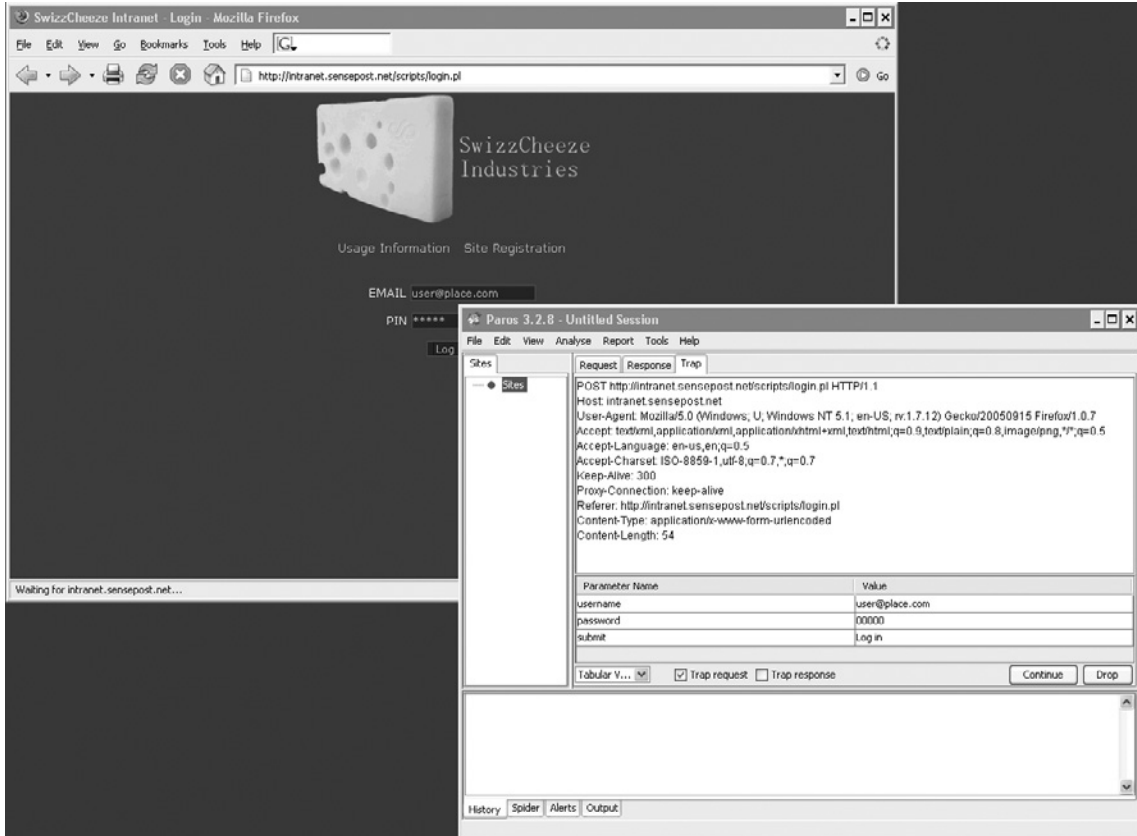 SwizzCheeze Intranet - Login - Mozilla Firefox
File Edit View Go Bookmarks Tools Help G
http://intranet.sensepost.net/scripts/login.pl Go
SwizzCheeze
Industries
Usage Information Site Registration
EMAIL user@place.com
PIN *****
Log
Waiting for intranet.sensepost.net...
Paros 3.2.8 - Untitled Session
File Edit View Analyse Report Tools Help
Sites
Sites
Request Response Trap
POST http://intranet.sensepost.net/scripts/login.pl HTTP/1.1
Host: intranet.sensepost.net
User-Agent: Mozilla/5.0 (Windows; U; Windows NT 5.1; en-US; rv:1.7.12) Gecko/20050915 Firefox/1.0.7
Accept: text/xml,application/xml,application/xhtml+xml,text/html;q=0.9,text/plain;q=0.8,image/png,*/*;q=0.5
Accept-Language: en-us,en;q=0.5
Accept-Charset: ISO-8859-1,utf-8;q=0.7,*;q=0.7
Keep-Alive: 300
Proxy-Connection: keep-alive
Referer: http://intranet.sensepost.net/scripts/login.pl
Content-Type: application/x-www-form-urlencoded
Content-Length: 54
Parameter Name Value
username user@place.com
password 00000
submit Log in
Tabular V... Trap request Trap response Continue Drop
History Spider Alerts Output